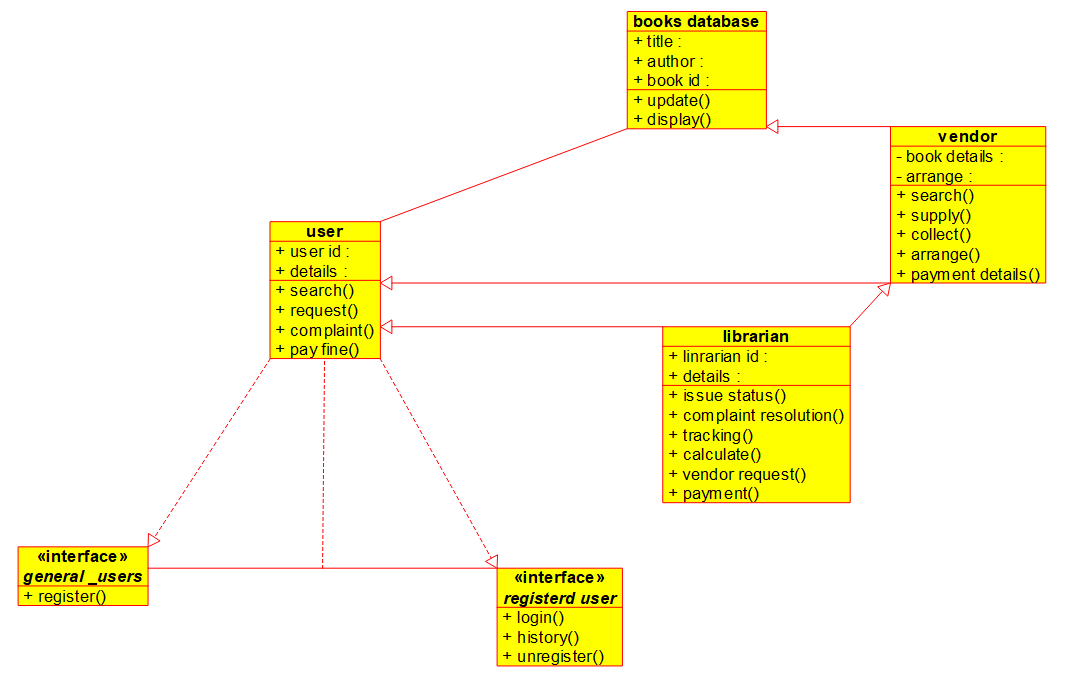 books database
+ title :
+ author :
+ book id :
+ update()
+ display()
vendor
- book details :
- arrange :
+ search()
+ supply()
+ collect()
+ arrange()
+ payment details()
user
+ user id :
+ details :
+ search()
+ request()
+ complaint()
+ pay fine()
librarian
+ linrarian id :
+ details :
+ issue status()
+ complaint resolution()
+ tracking()
+ calculate()
+ vendor request()
+ payment()
«interface»
general _users
+ register()
«interface»
registerd user
+ login()
+ history()
+ unregister()